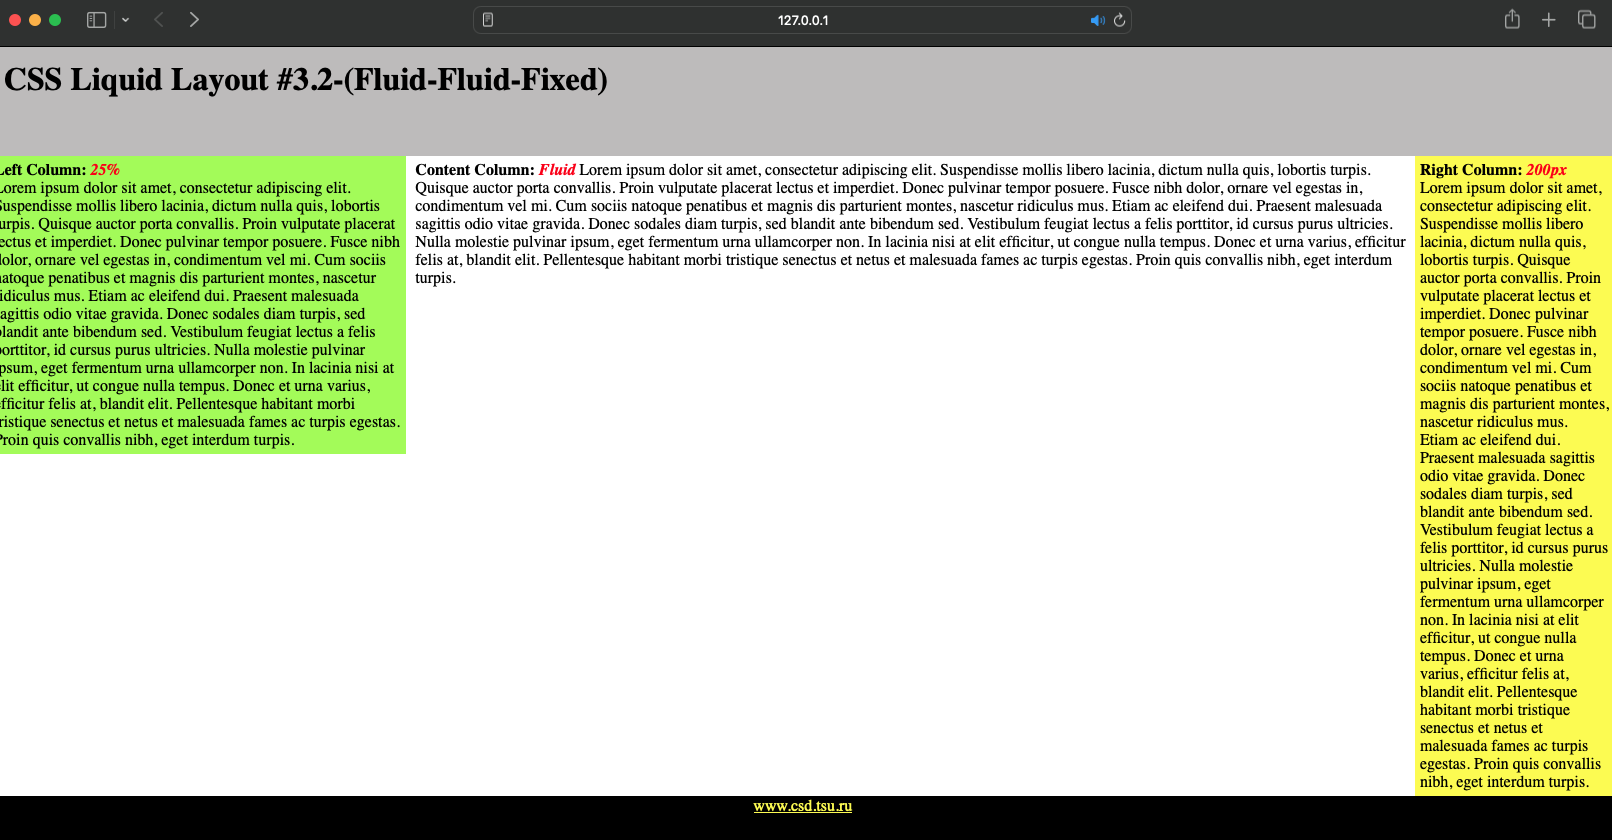 127.0.0.1
CSS Liquid Layout #3.2-(Fluid-Fluid-Fixed)
Left Column: 25%
Lorem ipsum dolor sit amet, consectetur adipiscing elit.
Suspendisse mollis libero lacinia, dictum nulla quis, lobortis
turpis. Quisque auctor porta convallis. Proin vulputate placerat
lectus et imperdiet. Donec pulvinar tempor posuere. Fusce nibh
dolor, ornare vel egestas in, condimentum vel mi. Cum sociis
natoque penatibus et magnis dis parturient montes, nascetur
ridiculus mus. Etiam ac eleifend dui. Praesent malesuada
sagittis odio vitae gravida. Donec sodales diam turpis, sed
blandit ante bibendum sed. Vestibulum feugiat lectus a felis
porttitor, id cursus purus ultricies. Nulla molestie pulvinar
ipsum, eget fermentum urna ullamcorper non. In lacinia nisi at
elit efficitur, ut congue nulla tempus. Donec et urna varius,
efficitur felis at, blandit elit. Pellentesque habitant morbi
tristique senectus et netus et malesuada fames ac turpis egestas.
Proin quis convallis nibh, eget interdum turpis.
Content Column: Fluid Lorem ipsum dolor sit amet, consectetur adipiscing elit. Suspendisse mollis libero lacinia, dictum nulla quis, lobortis turpis.
Quisque auctor porta convallis. Proin vulputate placerat lectus et imperdiet. Donec pulvinar tempor posuere. Fusce nibh dolor, ornare vel egestas in,
condimentum vel mi. Cum sociis natoque penatibus et magnis dis parturient montes, nascetur ridiculus mus. Etiam ac eleifend dui. Praesent malesuada
sagittis odio vitae gravida. Donec sodales diam turpis, sed blandit ante bibendum sed. Vestibulum feugiat lectus a felis porttitor, id cursus purus ultricies.
Nulla molestie pulvinar ipsum, eget fermentum urna ullamcorper non. In lacinia nisi at elit efficitur, ut congue nulla tempus. Donec et urna varius, efficitur
felis at, blandit elit. Pellentesque habitant morbi tristique senectus et netus et malesuada fames ac turpis egestas. Proin quis convallis nibh, eget interdum
turpis.
Right Column: 200px
Lorem ipsum dolor sit amet,
consectetur adipiscing elit.
Suspendisse mollis libero
lacinia, dictum nulla quis,
lobortis turpis. Quisque
auctor porta convallis. Proin
vulputate placerat lectus et
imperdiet. Donec pulvinar
tempor posuere. Fusce nibh
dolor, ornare vel egestas in,
condimentum vel mi. Cum
sociis natoque penatibus et
magnis dis parturient montes,
nascetur ridiculus mus.
Etiam ac eleifend dui.
Praesent malesuada sagittis
odio vitae gravida. Donec
sodales diam turpis, sed
blandit ante bibendum sed.
Vestibulum feugiat lectus a
felis porttitor, id cursus purus
ultricies. Nulla molestie
pulvinar ipsum, eget
fermentum urna ullamcorper
non. In lacinia nisi at elit
efficitur, ut congue nulla
tempus. Donec et urna
varius, efficitur felis at,
blandit elit. Pellentesque
habitant morbi tristique
senectus et netus et
malesuada fames ac turpis
egestas. Proin quis convallis
nibh, eget interdum turpis.
www.csd.tsu.ru